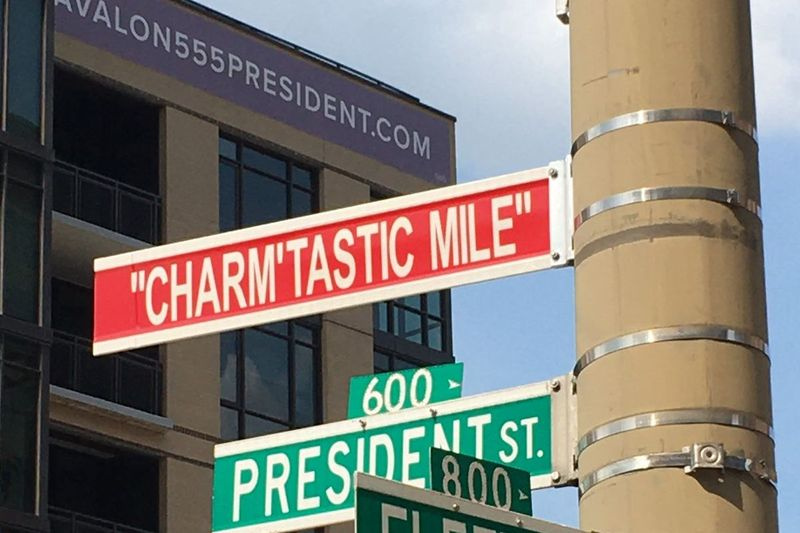 AVALON555PRESIDENT.COM
"CHARM'TASTIC MILE"
600
PRESIDENT ST.
800